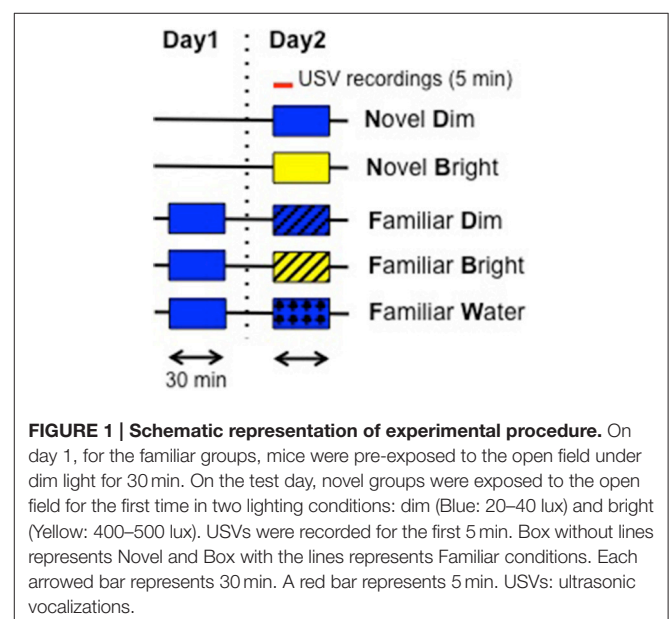 Day1 Day2
USV recordings (5 min)
Novel Dim
Novel Bright
Familiar Dim
Familiar Bright
Familiar Water
30 min
FIGURE 1 | Schematic representation of experimental procedure. On
day 1, for the familiar groups, mice were pre-exposed to the open field under
dim light for 30 min. On the test day, novel groups were exposed to the open
field for the first time in two lighting conditions: dim (Blue: 20–40 lux) and bright
(Yellow: 400–500 lux). USVs were recorded for the first 5 min. Box without lines
represents Novel and Box with the lines represents Familiar conditions. Each
arrowed bar represents 30 min. A red bar represents 5 min. USVs: ultrasonic
vocalizations.